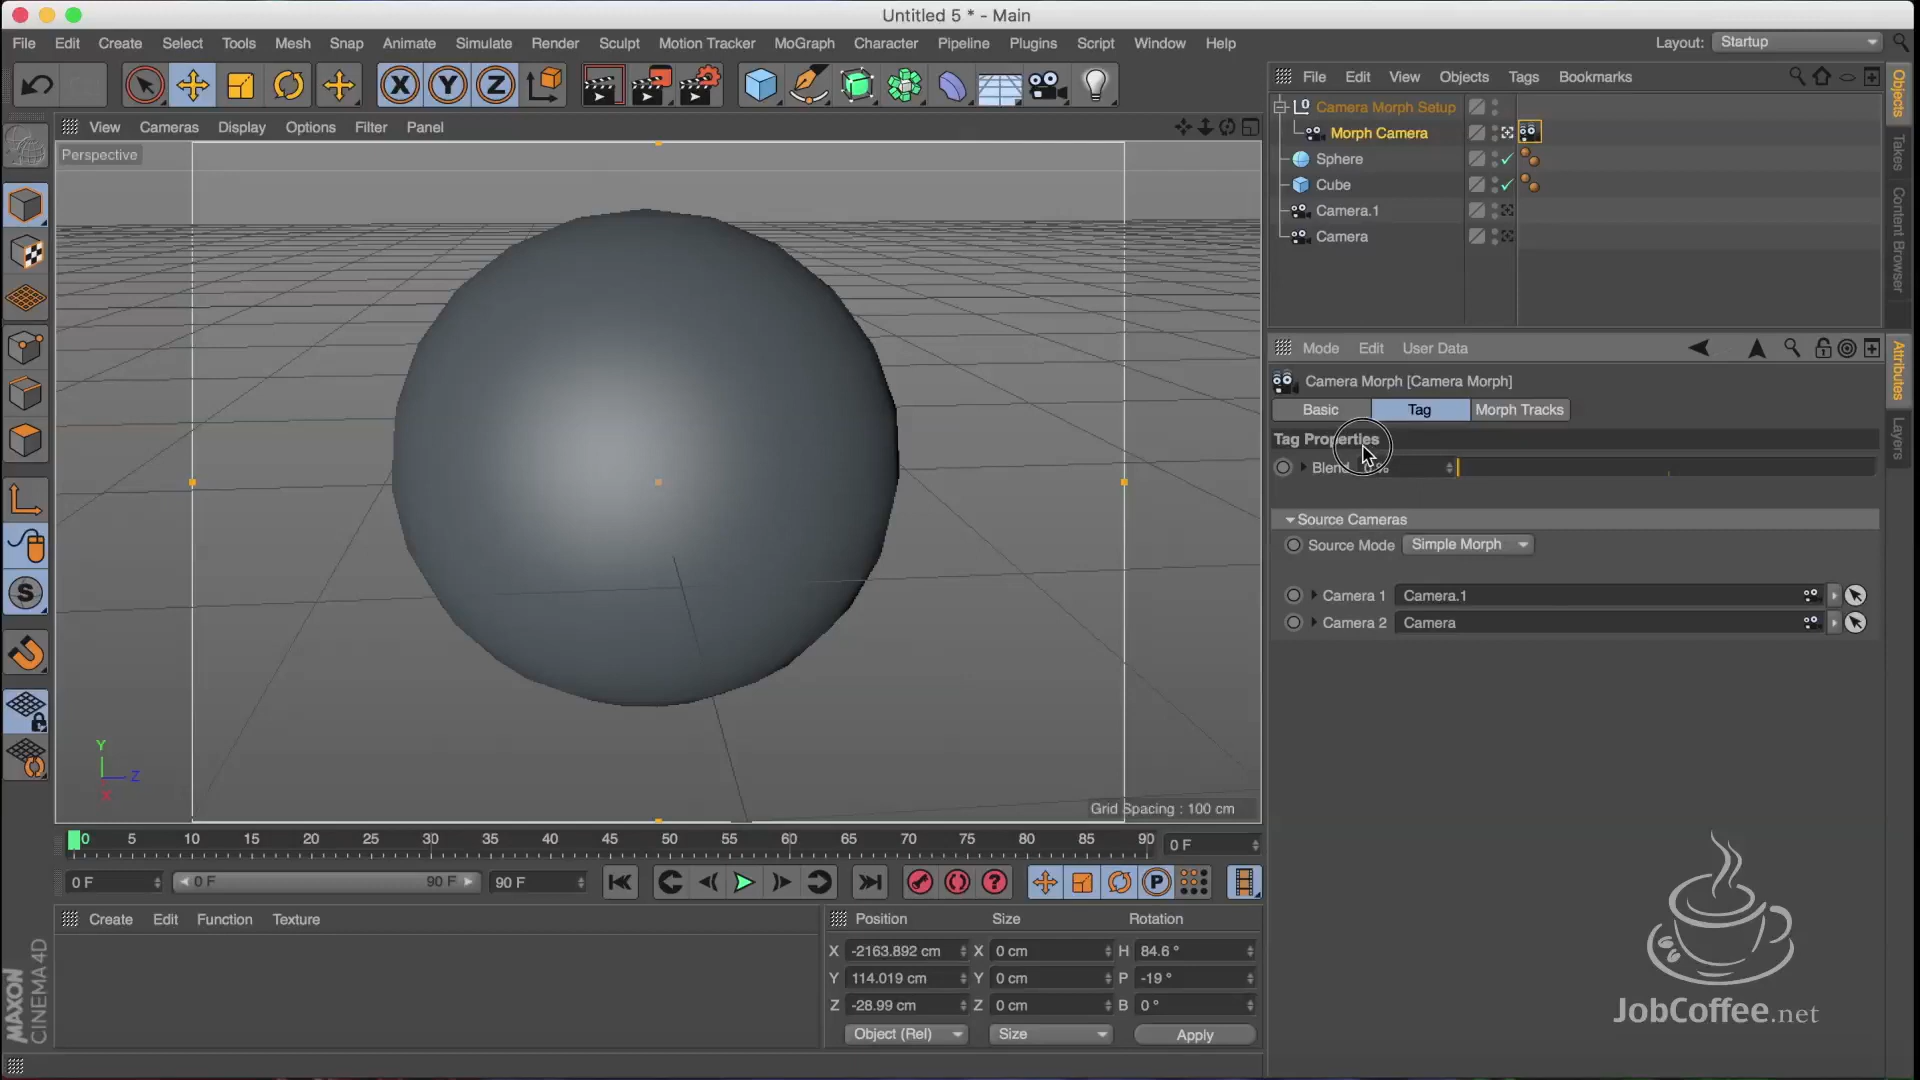 Untitled 5 * - Main
File Edit Create Select Tools Mesh Snap Animate Simulate Render Sculpt Motion Tracker MoGraph Character Pipeline Plugins Script Window Help
Layout: Startup
File Edit View Objects Tags Bookmarks
Camera Morph Setup
Morph Camera
Sphere
Cube
Camera.1
Camera
Objects
Takes
Content Browser
X Y Z
View Cameras Display Options Filter Panel
Perspective
Grid Spacing : 100 cm
Y
Z
X
Mode Edit User Data
Camera Morph [Camera Morph]
Basic Tag Morph Tracks
Tag Properties
Blend
Source Cameras
Source Mode Simple Morph
Camera 1 Camera.1
Camera 2 Camera
Attributes
Layers
S
0 5 10 15 20 25 30 35 40 45 50 55 60 65 70 75 80 85 90 0 F
0 F 0 F 90 F 90 F
P
Create Edit Function Texture
Position Size Rotation
X -2163.892 cm X 0 cm H 84.6 °
Y 114.019 cm Y 0 cm P -19 °
Z -28.99 cm Z 0 cm B 0 °
Object (Rel) Size Apply
MAXON
CINEMA 4D
JobCoffee.net